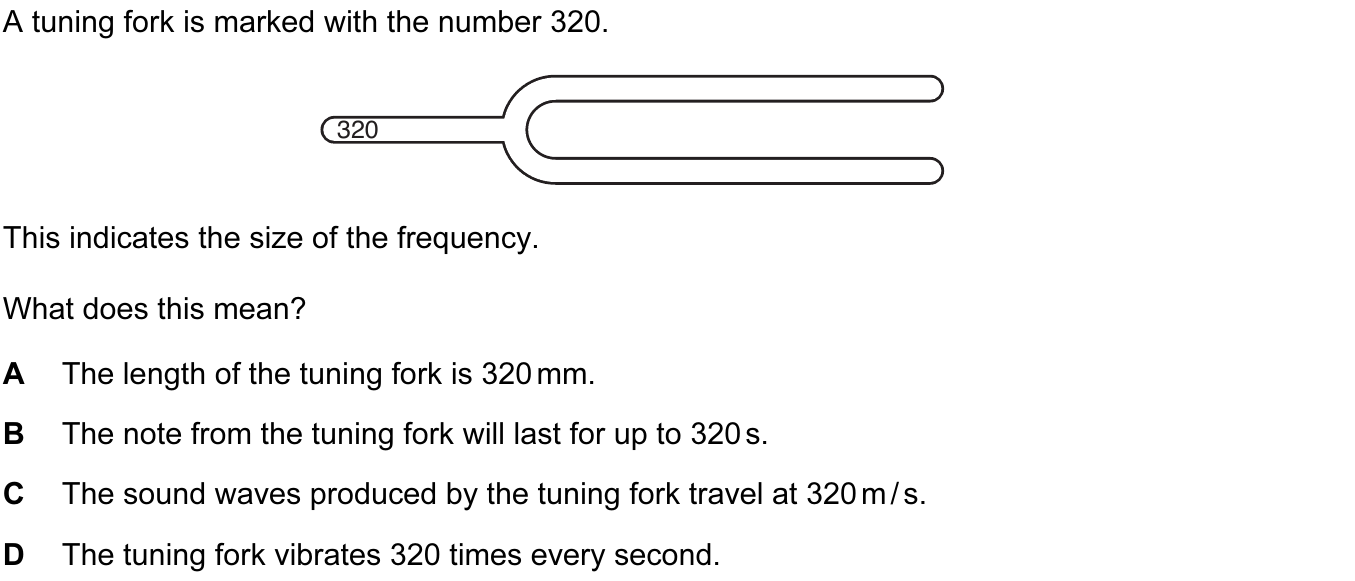 A tuning fork is marked with the number 320.
320
This indicates the size of the frequency.
What does this mean?
A The length of the tuning fork is 320 mm.
B The note from the tuning fork will last for up to 320 s.
C The sound waves produced by the tuning fork travel at 320 m / s.
D The tuning fork vibrates 320 times every second.